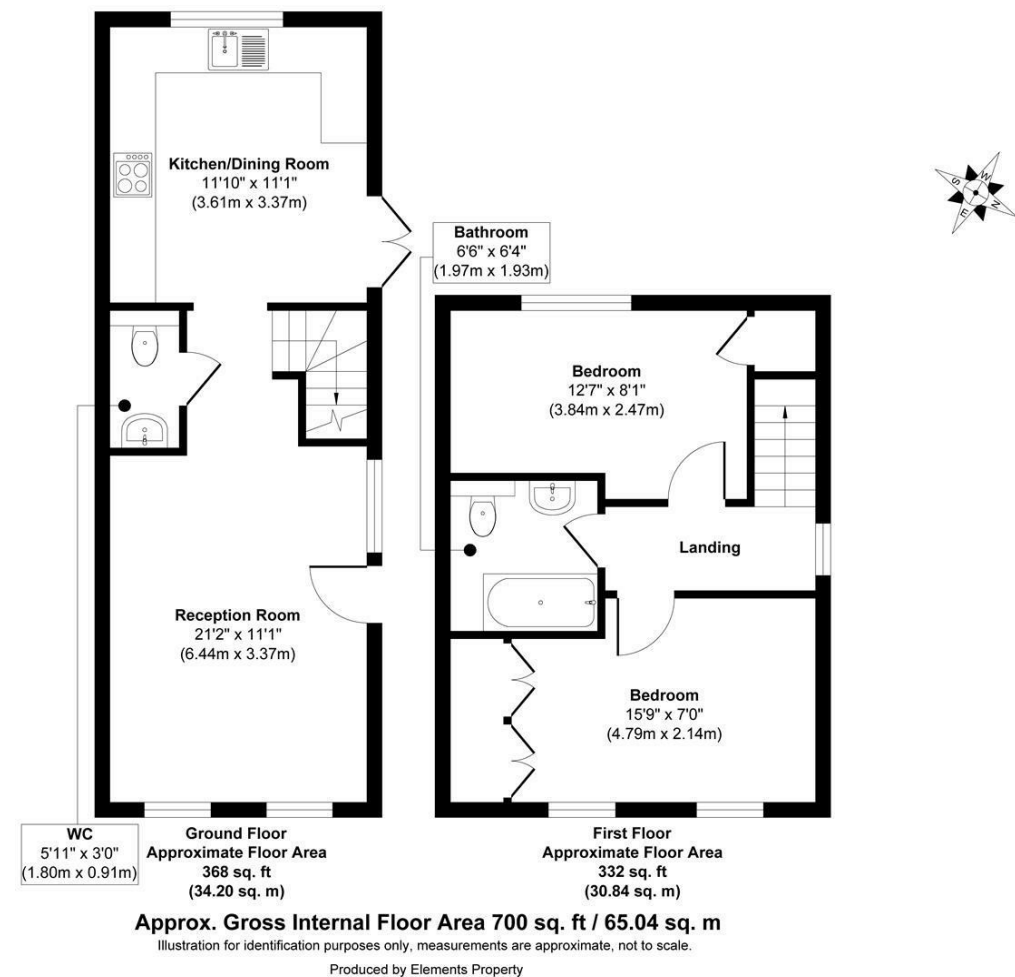 Kitchen/Dining Room
11'10" x 11'1"
(3.61m x 3.37m)
Bathroom
6'6" x 6'4"
(1.97m x 1.93m)
S
W
E
N
Bedroom
12'7" x 8'1"
(3.84m x 2.47m)
Landing
Reception Room
21'2" x 11'1"
(6.44m x 3.37m)
Bedroom
15'9" x 7'0"
(4.79m x 2.14m)
WC
5'11" x 3'0"
(1.80m x 0.91m)
Ground Floor
Approximate Floor Area
368 sq. ft
(34.20 sq. m)
First Floor
Approximate Floor Area
332 sq. ft
(30.84 sq. m)
Approx. Gross Internal Floor Area 700 sq. ft / 65.04 sq. m
Illustration for identification purposes only, measurements are approximate, not to scale.
Produced by Elements Property